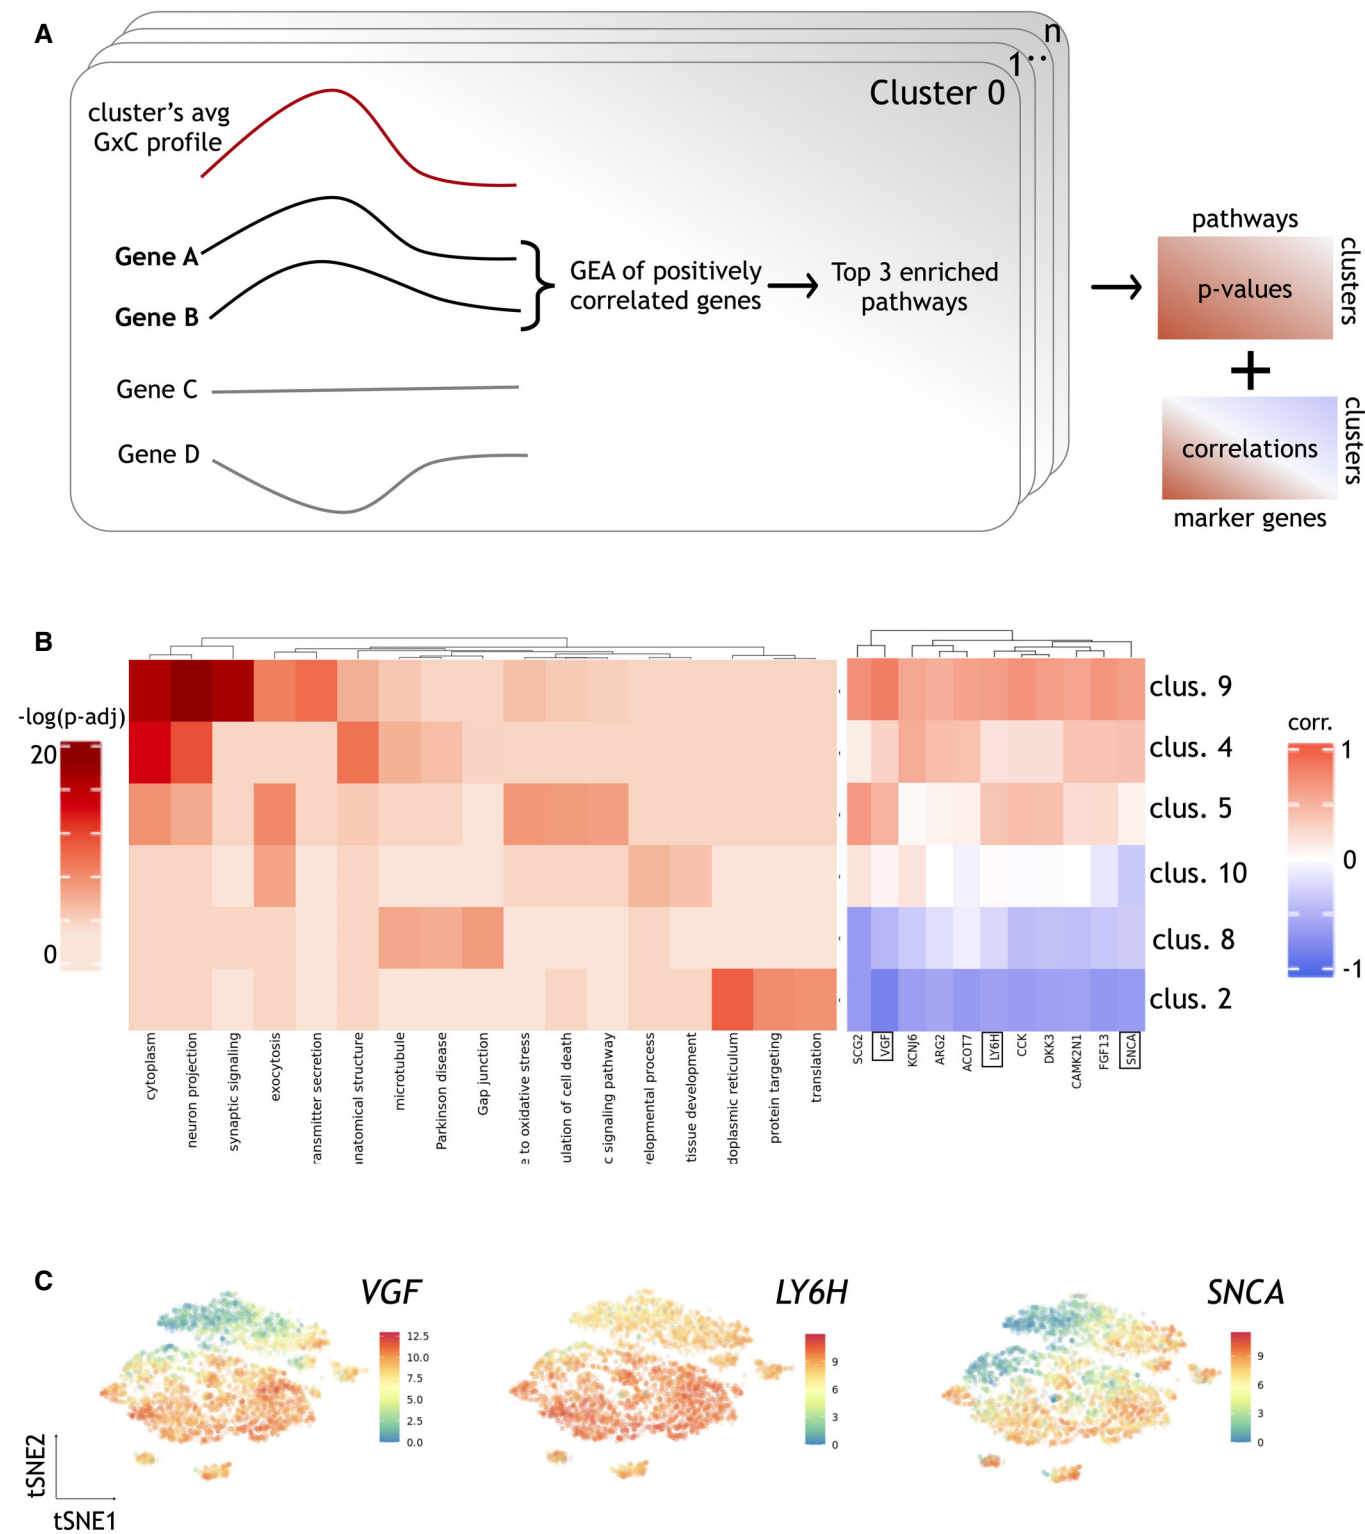 A
n
1..
Cluster 0
cluster's avg
GxC profile
Gene A
Gene B
Gene C
Gene D
GEA of positively
correlated genes
Top 3 enriched
pathways
pathways
p-values
clusters
+
correlations
clusters
marker genes
B
-log(p-adj)
20
0
clus. 9
clus. 4
clus. 5
clus. 10
clus. 8
clus. 2
corr.
1
0
-1
cytoplasm
neuron projection
synaptic signaling
exocytosis
ransmitter secretion
natomical structure
microtubule
Parkinson disease
Gap junction
e to oxidative stress
ulation of cell death
c signaling pathway
velopmental process
tissue development
doplasmic reticulum
protein targeting
translation
SCG2
VGF
KCNJ6
ARG2
ACOT7
LY6H
CCK
DKK3
CAMK2N1
FGF13
SNCA
C
VGF
12.5
10.0
7.5
5.0
2.5
0.0
LY6H
9
6
3
0
SNCA
9
6
3
0
tSNE2
tSNE1